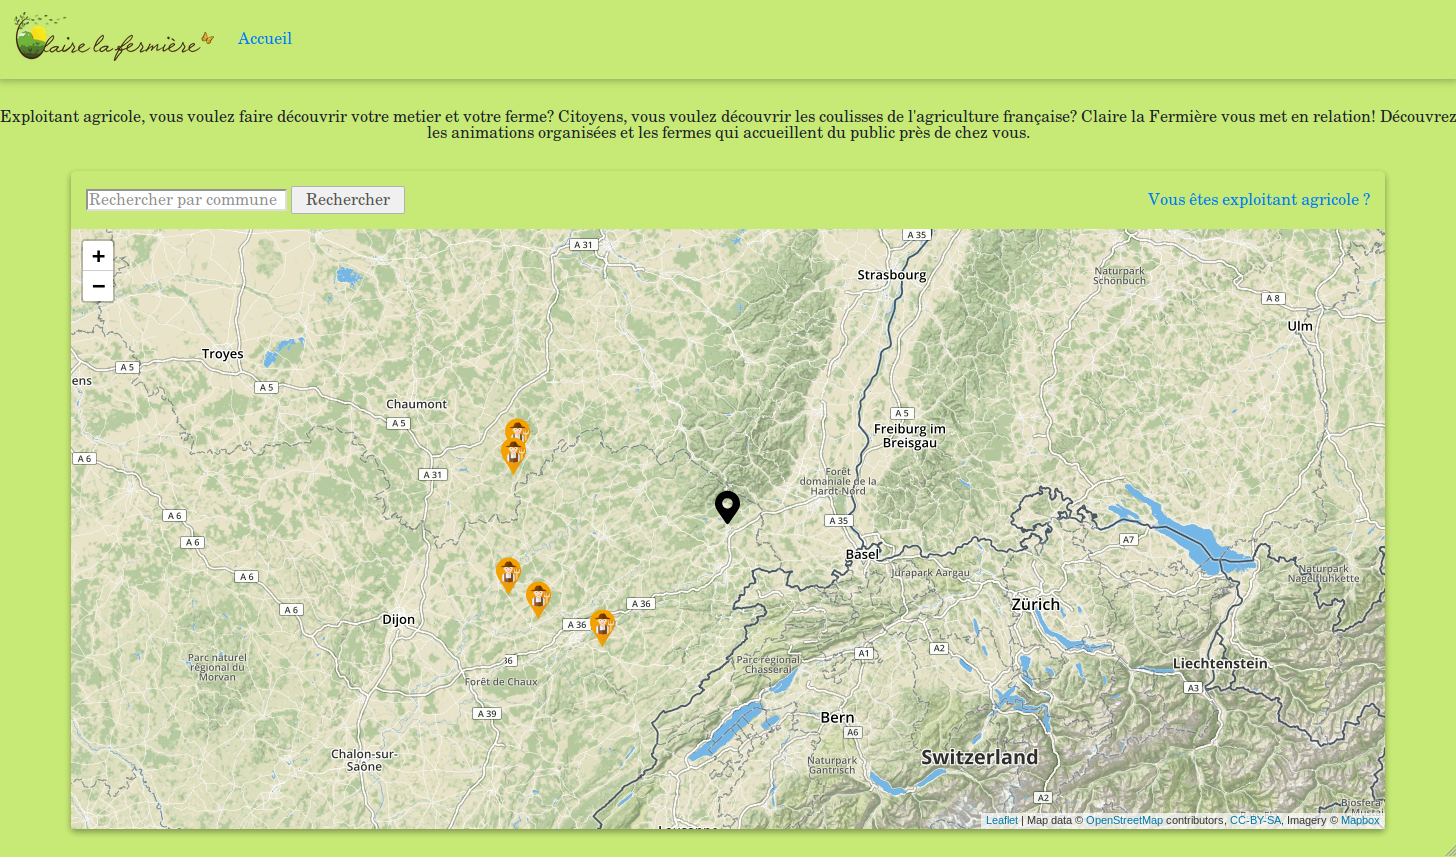 Claire la fermière
Accueil
Exploitant agricole, vous voulez faire découvrir votre metier et votre ferme? Citoyens, vous voulez découvrir les coulisses de l'agriculture française? Claire la Fermière vous met en relation! Découvrez
les animations organisées et les fermes qui accueillent du public près de chez vous.
Rechercher par commune
Rechercher
Vous êtes exploitant agricole ?
+
−
A 31
A 35
Strasbourg
Naturpark
Schönbuch
A 8
Ulm
Troyes
A 5
ens
A 5
Chaumont
A 5
A 5
Freiburg im
Breisgau
A 6
A 31
Forêt
domaniale de la
Hardt-Nord
A 6
A 35
A 6
A7
Basel
Jurapark Aargau
Naturpark
Nagelfluhkette
A 6
A 6
A 36
Zürich
Dijon
A 36
A1
A2
Parc naturel
régional du
Morvan
36
Parc régional
Chasseral
Liechtenstein
Forêt de Chaux
A3
A 39
Bern
A6
Chalon-sur-
Saône
Naturpark
Gantrisch
Switzerland
A2
Biosfera
Lausanne
Leaflet | Map data © OpenStreetMap contributors, CC-BY-SA, Imagery © Mapbox